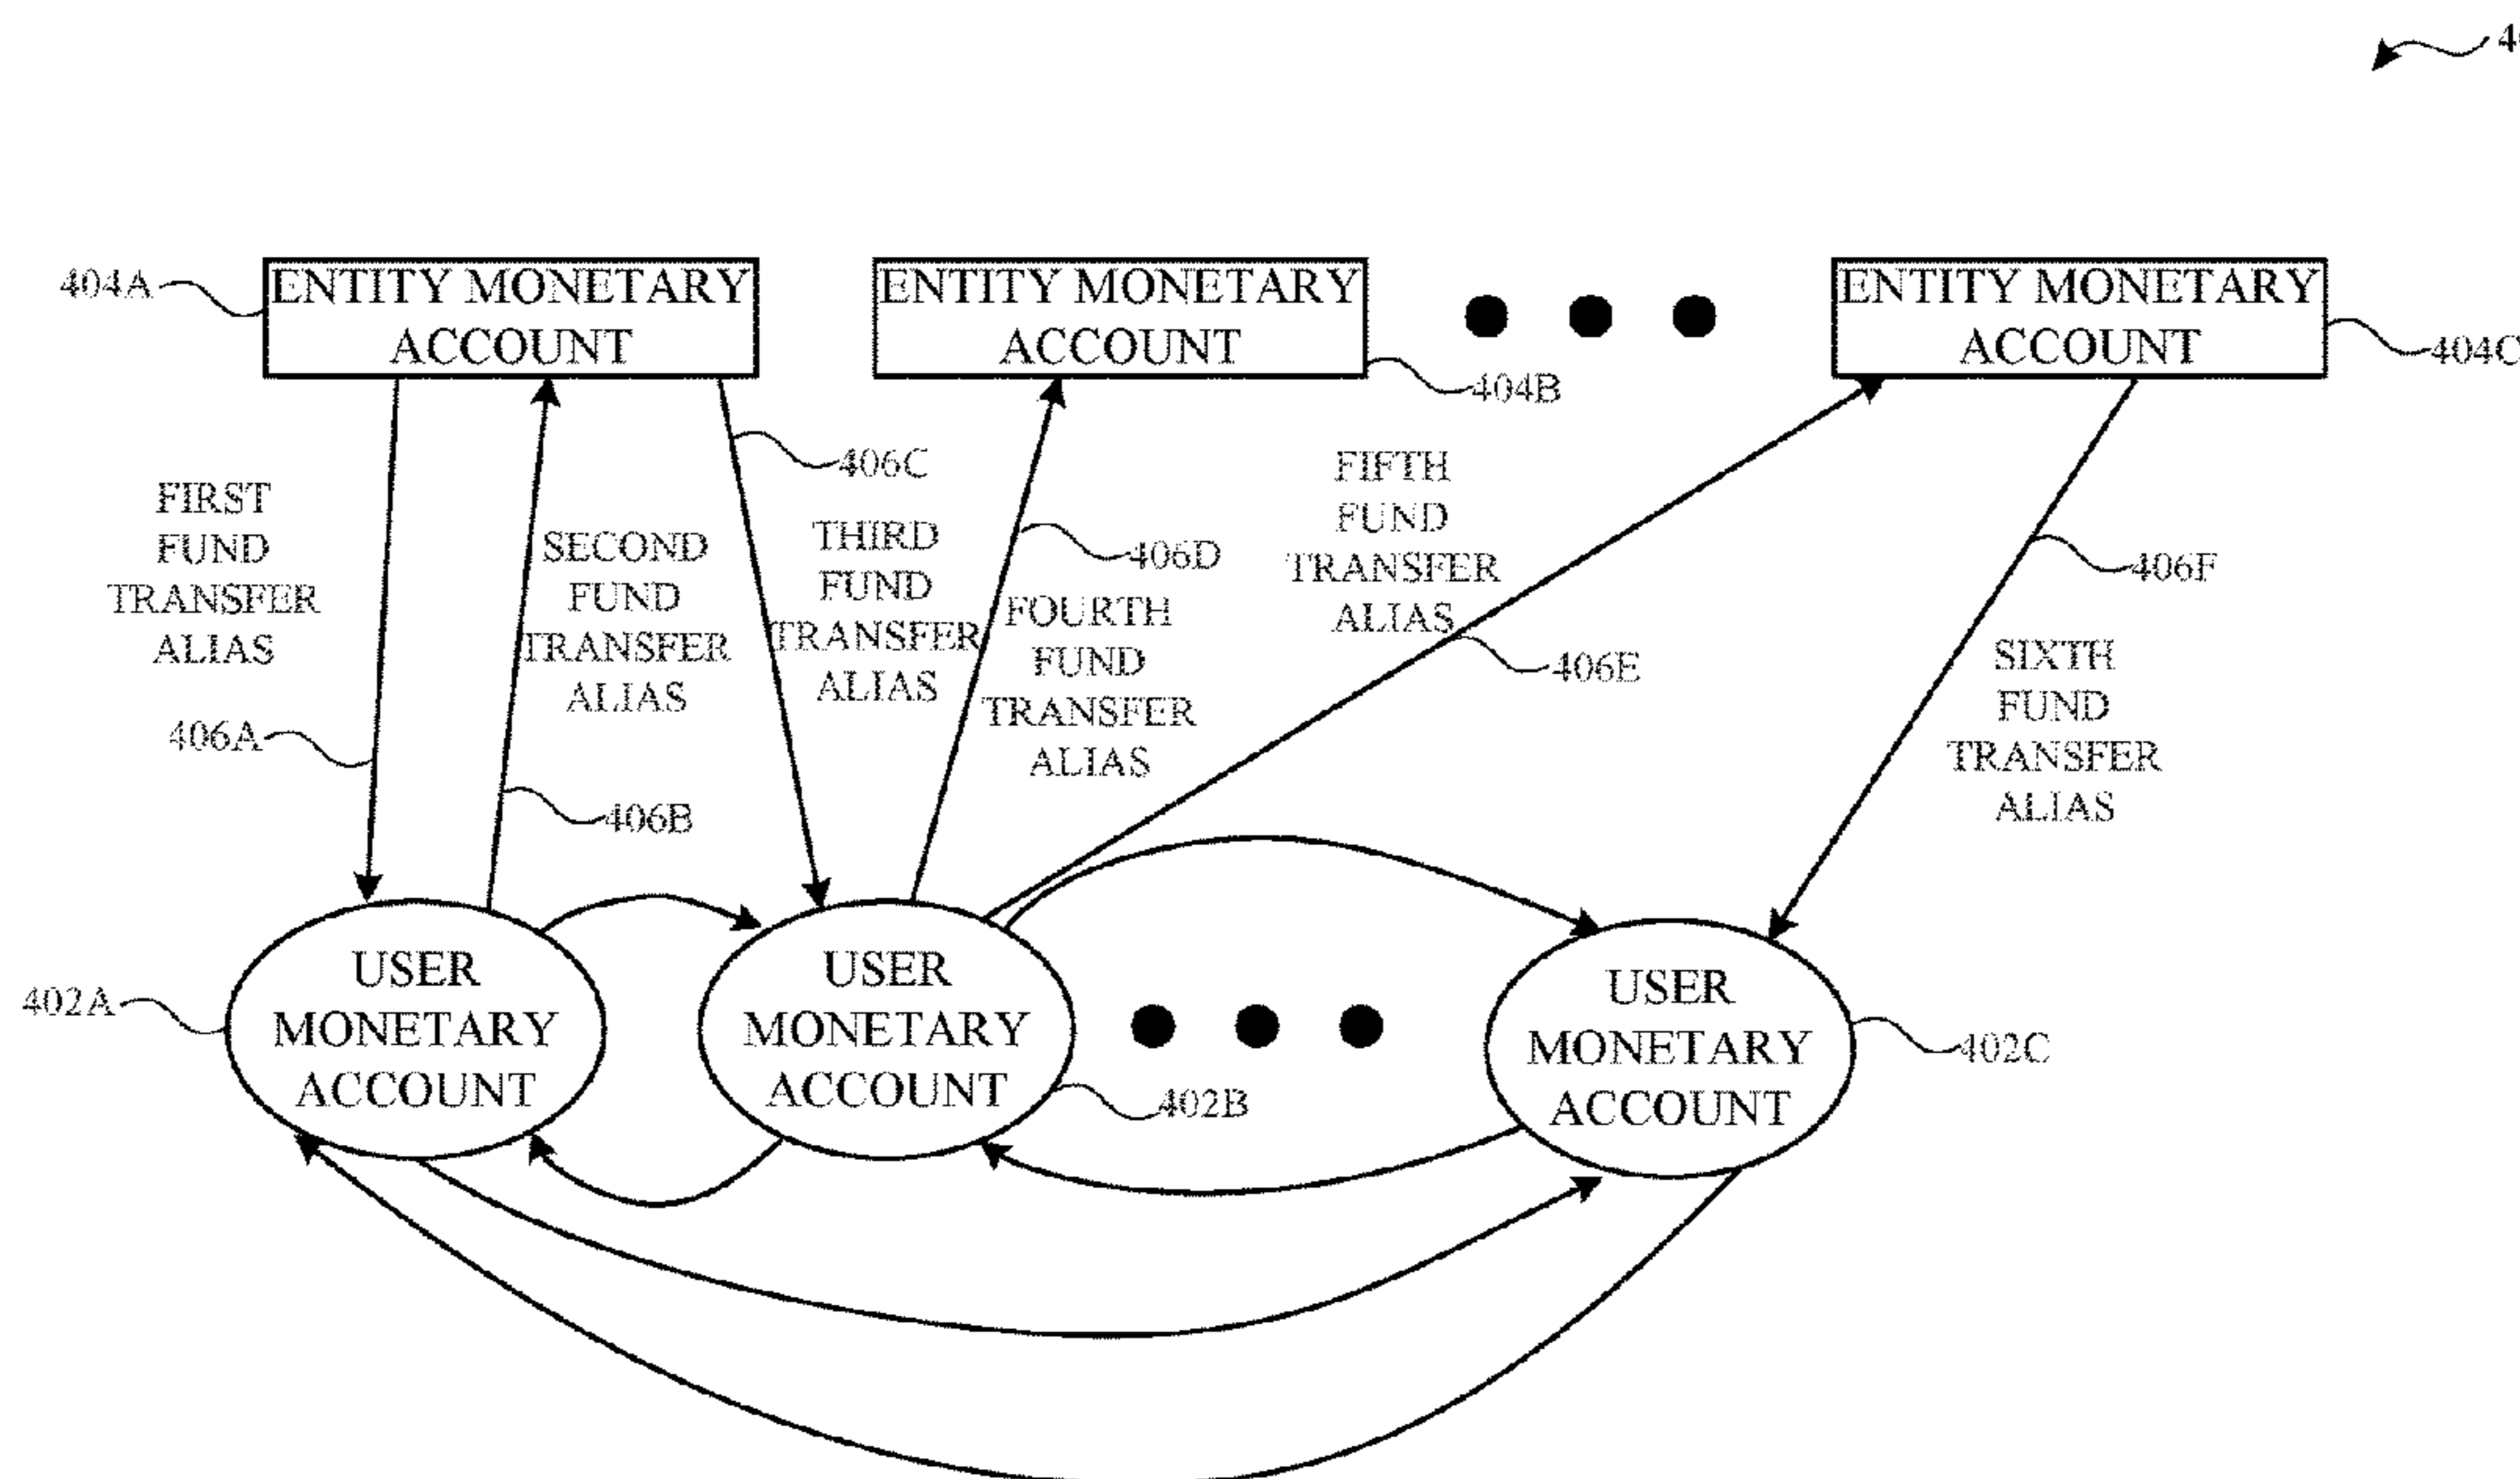 ENTITY MONETARY
ACCOUNT
ENTITY MONETARY
ACCOUNT
ENTITY MONETARY
ACCOUNT
404A
404B
404C
406C
FIRST
FUND
TRANSFER
ALIAS
SECOND
FUND
TRANSFER
ALIAS
THIRD
FUND
TRANSFER
ALIAS
406D
FOURTH
FUND
TRANSFER
ALIAS
FIFTH
FUND
TRANSFER
ALIAS
406E
406F
SIXTH
FUND
TRANSFER
ALIAS
406A
406B
402A
USER
MONETARY
ACCOUNT
USER
MONETARY
ACCOUNT
402B
USER
MONETARY
ACCOUNT
402C